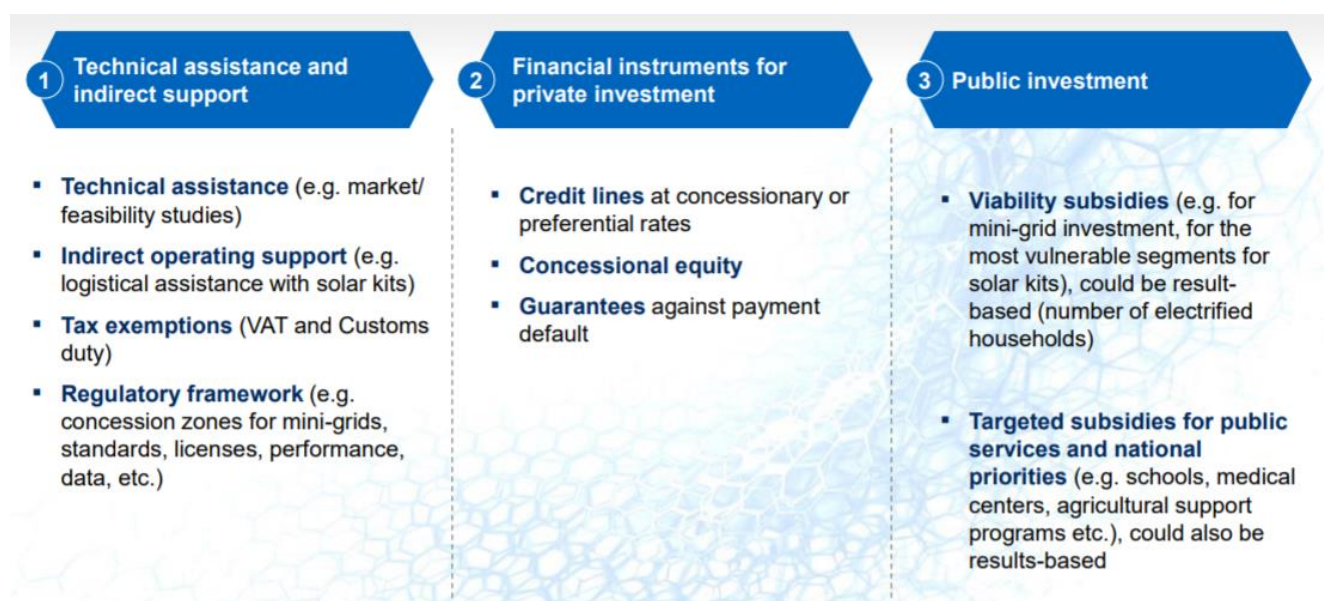 1
Technical assistance and
indirect support
▪ Technical assistance (e.g. market/
feasibility studies)
▪ Indirect operating support (e.g.
logistical assistance with solar kits)
▪ Tax exemptions (VAT and Customs
duty)
▪ Regulatory framework (e.g.
concession zones for mini-grids,
standards, licenses, performance,
data, etc.)
2
Financial instruments for
private investment
▪ Credit lines at concessionary or
preferential rates
▪ Concessional equity
▪ Guarantees against payment
default
3
Public investment
▪ Viability subsidies (e.g. for
mini-grid investment, for the
most vulnerable segments for
solar kits), could be result-
based (number of electrified
households)
▪ Targeted subsidies for public
services and national
priorities (e.g. schools, medical
centers, agricultural support
programs etc.), could also be
results-based